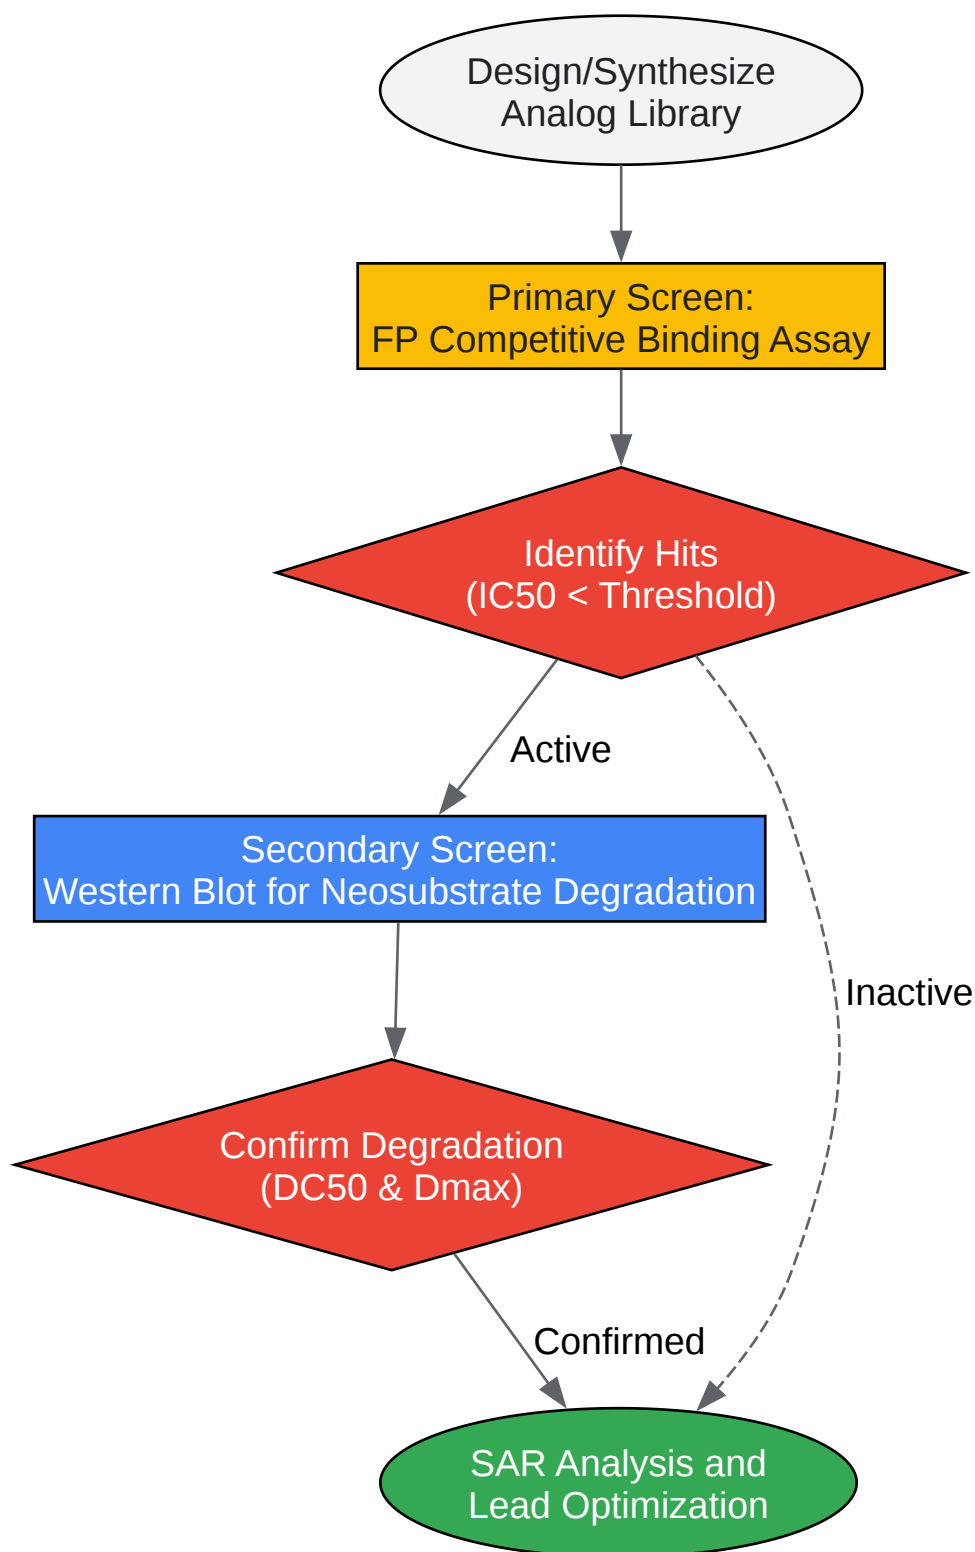 Design/Synthesize
Analog Library
Primary Screen:
FP Competitive Binding Assay
Identify Hits
(IC50 < Threshold)
Active
Secondary Screen:
Western Blot for Neosubstrate Degradation
Inactive
Confirm Degradation
(DC50 & Dmax)
Confirmed
SAR Analysis and
Lead Optimization